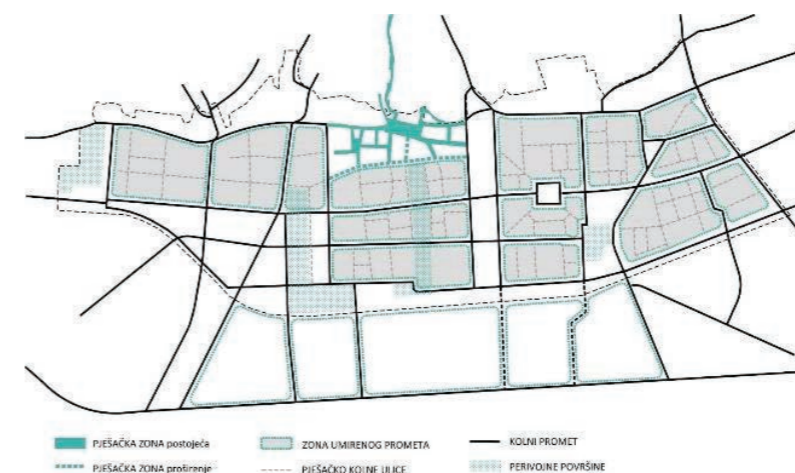 PJEŠAČKA ZONA postojeća
ZONA UMIRENOG PROMETA
KOLNI PROMET
PJEŠAČKA ZONA proširenje
PJEŠAČKO KOLNE ULICE
PERIVOJNE POVRŠINE